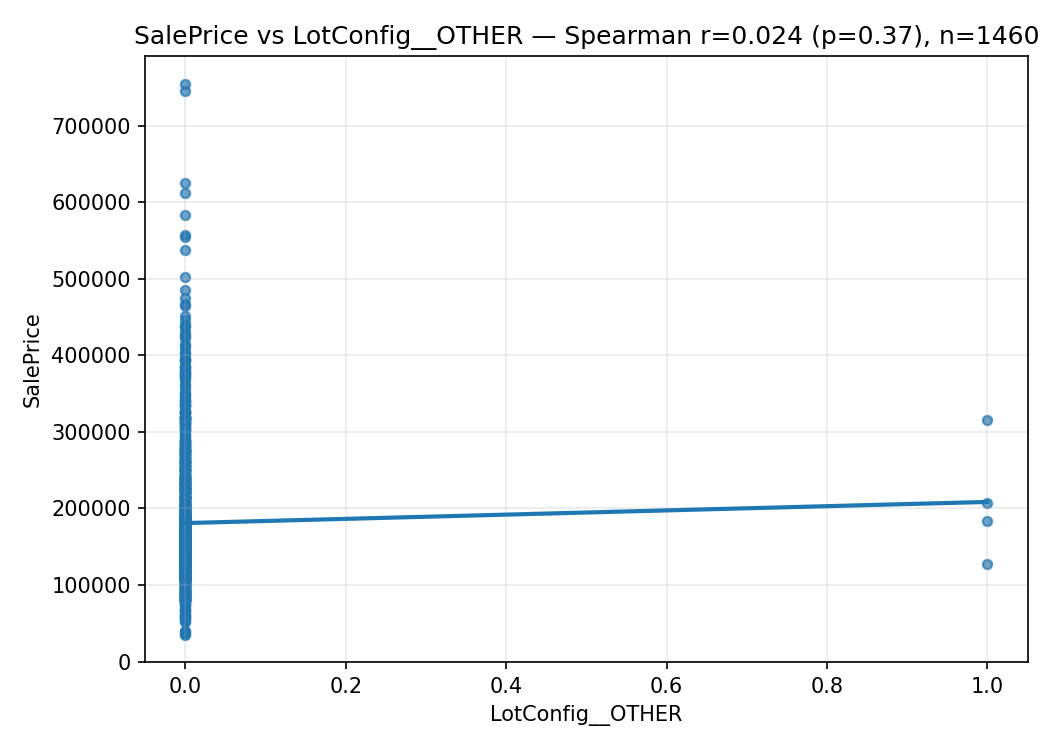 SalePrice vs LotConfig__OTHER — Spearman r=0.024 (p=0.37), n=1460
700000
600000
500000
400000
300000
200000
100000
0
SalePrice
0.0 0.2 0.4 0.6 0.8 1.0
LotConfig__OTHER